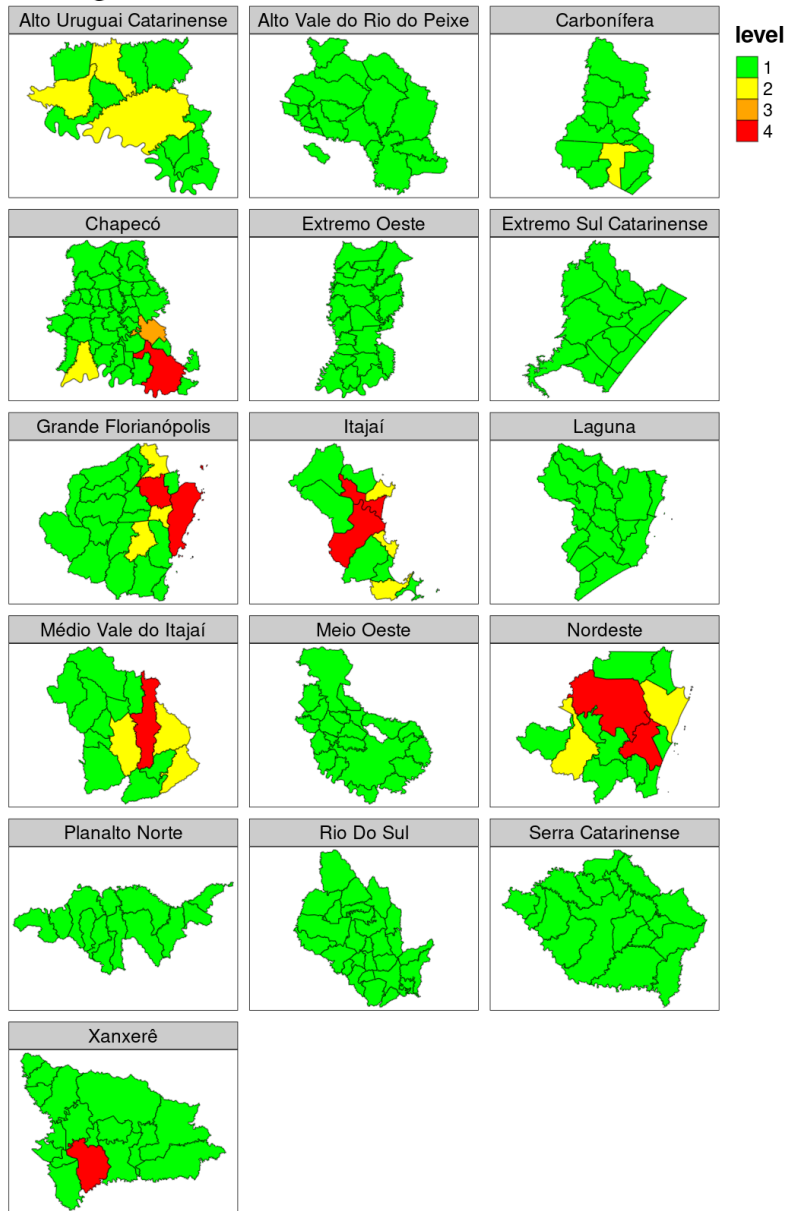 Alto Uruguai Catarinense
Alto Vale do Rio do Peixe
Carbonífera
level
1
2
3
4
Chapecó
Extremo Oeste
Extremo Sul Catarinense
Grande Florianópolis
Itajaí
Laguna
Médio Vale do Itajaí
Meio Oeste
Nordeste
Planalto Norte
Rio Do Sul
Serra Catarinense
Xanxerê